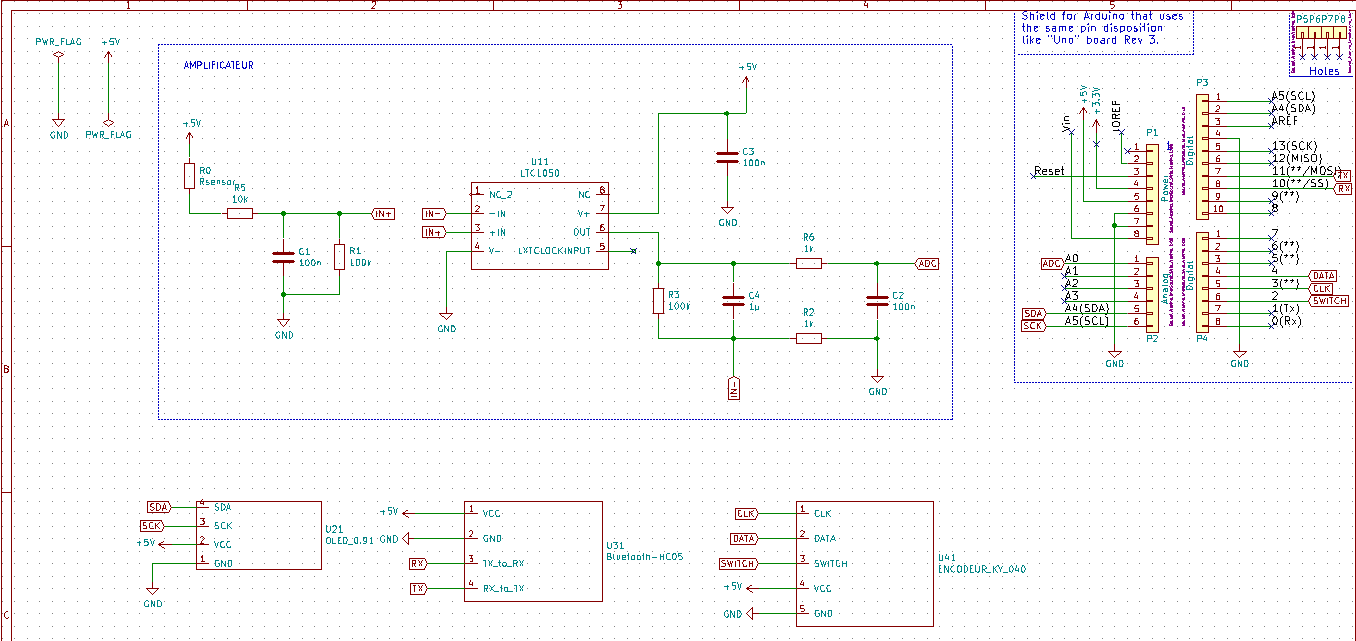 1
2
3
4
5
A
B
C
PWR_FLAG
+5V
GND
PWR_FLAG
AMPLIFICATEUR
+5V
R0
Rsensor
R5
10k
IN+
C1
100n
R1
100k
GND
U11
LTC1050
1 NC_2
2 -IN
3 +IN
4 V-
NC 8
V+ 7
OUT 6
5
IN-
IN+
GND
+5V
C3
100n
GND
R3
100k
C4
1µ
R6
1k
R2
1k
C2
100n
ADC
IN-
GND
Shield for Arduino that uses
the same pin disposition
like "Uno" board Rev 3.
P5P6P7P8
1 1 1 1
Holes
Vin
+5V
+3.3V
IOREF
Reset
P1
Power
1
2
3
4
5
6
7
8
P3
Digital
1
2
3
4
5
6
7
8
9
10
A5(SCL)
A4(SDA)
AREF
13(SCK)
12(MISO)
11(**/MOSI)
TX
10(**/SS)
RX
9(**)
8
ADC
A0
A1
A2
A3
SDA
A4(SDA)
SCK
A5(SCL)
Analog
1
2
3
4
5
6
P2
GND
Digital
1
2
3
4
5
6
7
8
P4
7
6(**)
5(**)
4
DATA
3(**)
CLK
2
SWITCH
1(Tx)
0(Rx)
GND
SDA 4 SDA
SCK 3 SCK
+5V 2 VCC
1 GND
GND
U21
OLED_0.91
+5V 1 VCC
GND 2 GND
RX 3 TX_to_RX
TX 4 RX_to_TX
U31
Bluetooth-HC05
CLK 1 CLK
DATA 2 DATA
SWITCH 3 SWITCH
+5V 4 VCC
GND 5 GND
U41
ENCODEUR_KY_040